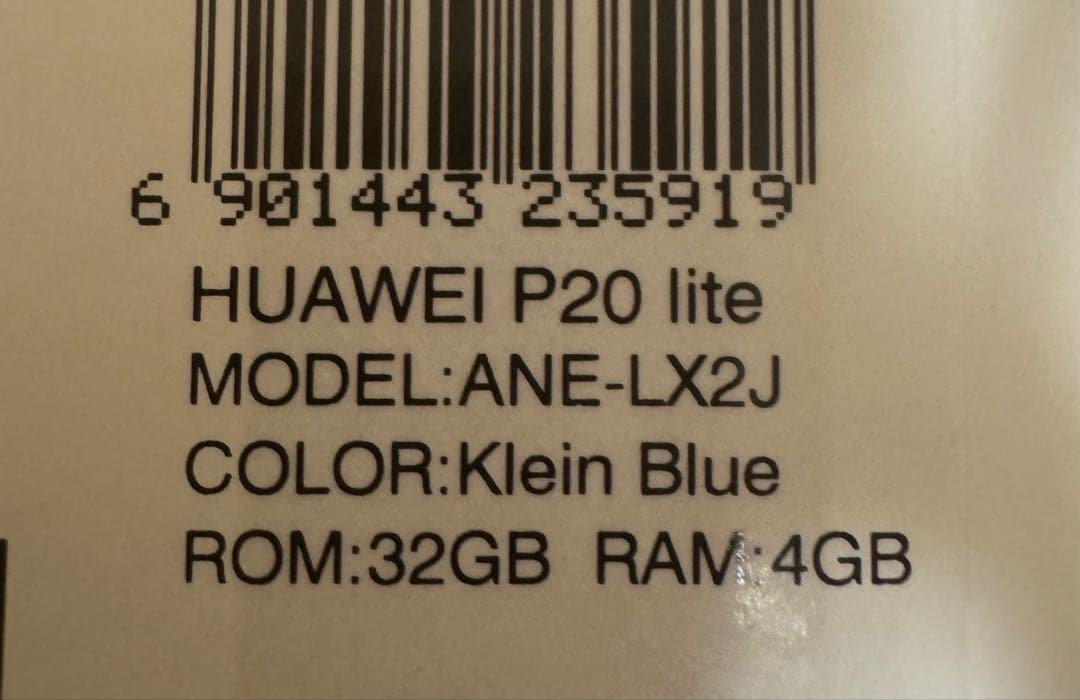 6 901443 235919
HUAWEI P20 lite
MODEL:ANE-LX2J
COLOR:Klein Blue
ROM:32GB RAM:4GB